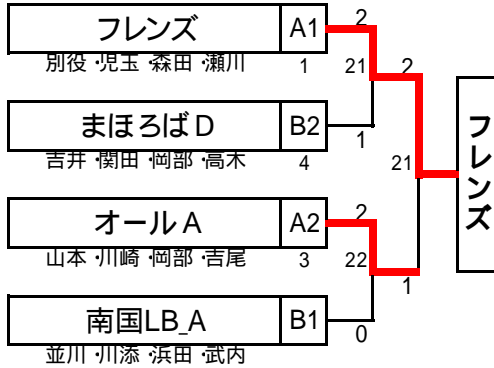 フレンズ A1 2
別役・児玉・森田・瀬川 1 21 2
まほろばD B2 1
吉井・関田・岡部・高木 4 21
フレンズ
オールA A2 2
山本・川崎・岡部・吉尾 3 22 1
南国LB_A B1 0
並川・川添・浜田・武内